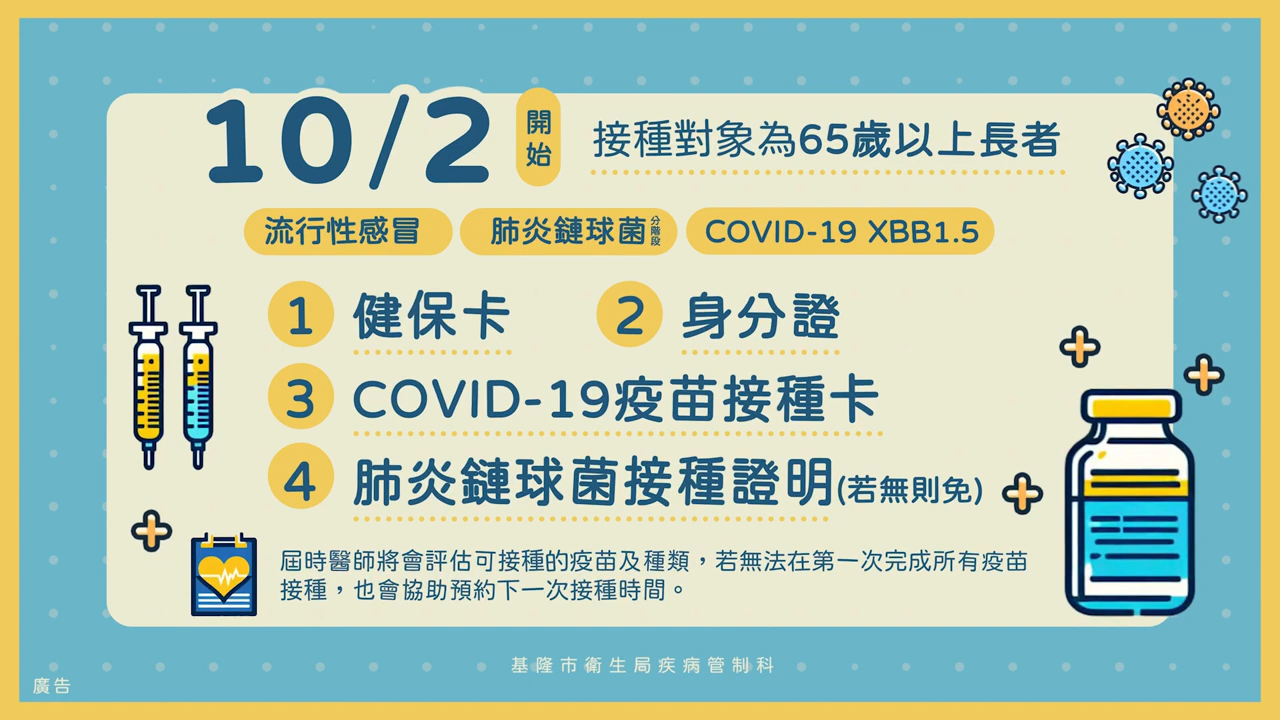 10/2 開始 接種對象為65歲以上長者
流行性感冒 肺炎鏈球菌分階段 COVID-19 XBB1.5
1 健保卡 2 身分證
3 COVID-19疫苗接種卡
4 肺炎鏈球菌接種證明(若無則免)
屆時醫師將會評估可接種的疫苗及種類，若無法在第一次完成所有疫苗
接種，也會協助預約下一次接種時間。
基隆市衛生局疾病管制科
廣告